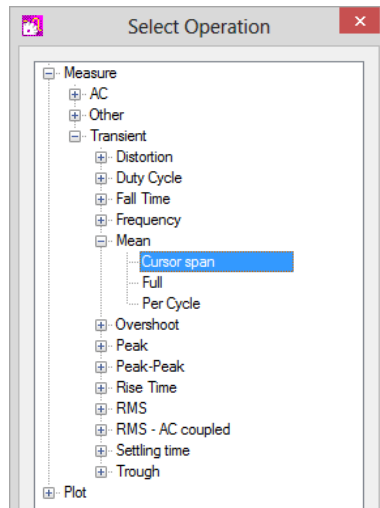 Select Operation
Measure
AC
Other
Transient
Distortion
Duty Cycle
Fall Time
Frequency
Mean
Cursor span
Full
Per Cycle
Overshoot
Peak
Peak-Peak
Rise Time
RMS
RMS - AC coupled
Settling time
Trough
Plot